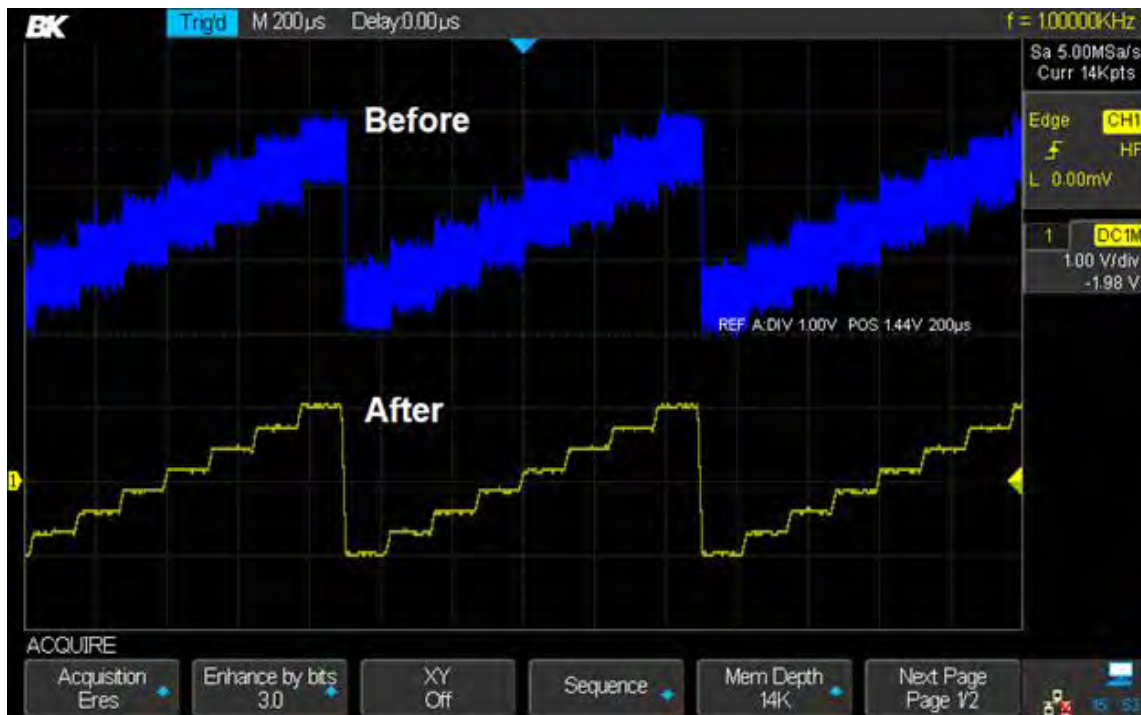 BK Trig'd M 200µs Delay:0.00µs f = 1.00000KHz
Sa 5.00MSa/s
Curr 14Kpts
Before
Edge CH1
HF
L 0.00mV
1 DC1M
1.00 V/div
-1.98 V
REF A:DIV 1.00V POS 1.44V 200µs
After
1
ACQUIRE
Acquisition
Eres
Enhance by bits
3.0
XY
Off
Sequence
Mem Depth
14K
Next Page
Page 1/2